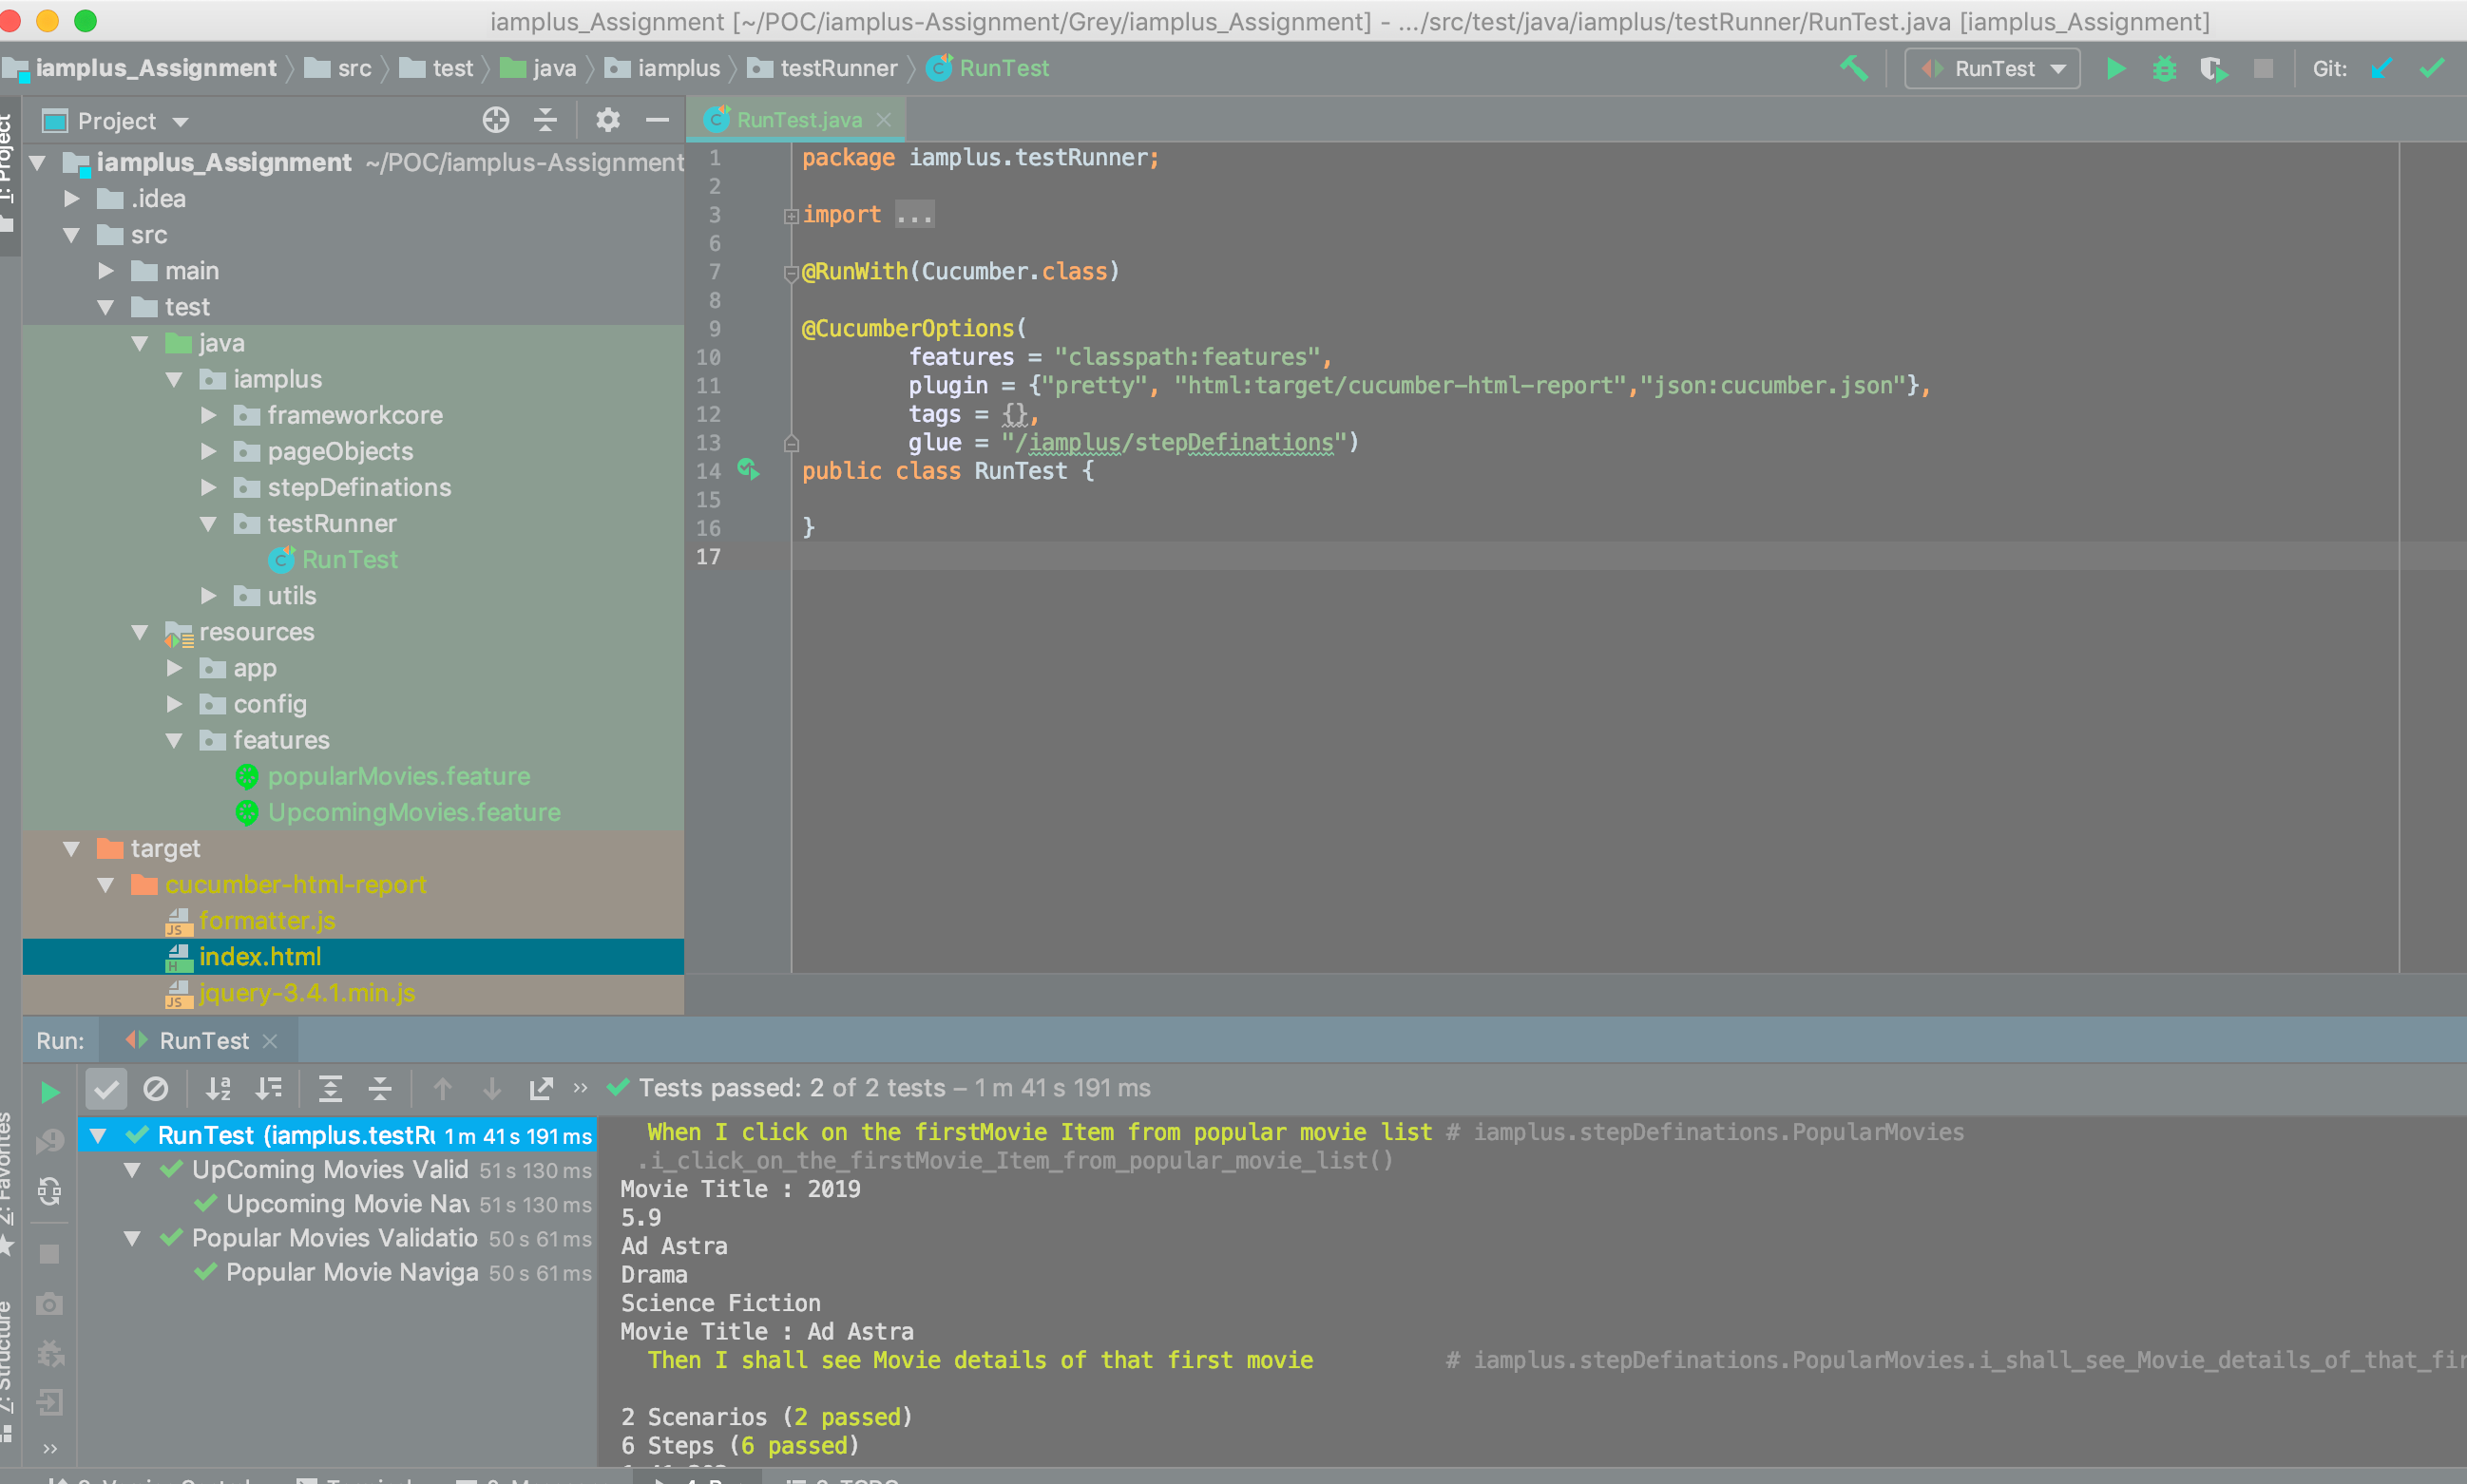 iamplus_Assignment [~/POC/iamplus-Assignment/Grey/iamplus_Assignment] - .../src/test/java/iamplus/testRunner/RunTest.java [iamplus_Assignment]
iamplus_Assignment src test java iamplus testRunner RunTest RunTest Git:
1: Project
Project
RunTest.java
iamplus_Assignment ~/POC/iamplus-Assignment
.idea
src
main
test
java
iamplus
frameworkcore
pageObjects
stepDefinations
testRunner
RunTest
utils
resources
app
config
features
popularMovies.feature
UpcomingMovies.feature
target
cucumber-html-report
formatter.js
index.html
jquery-3.4.1.min.js
1 package iamplus.testRunner;
2
3 import ...
6
7 @RunWith(Cucumber.class)
8
9 @CucumberOptions(
10 features = "classpath:features",
11 plugin = {"pretty", "html:target/cucumber-html-report","json:cucumber.json"},
12 tags = {},
13 glue = "/iamplus/stepDefinations")
14 public class RunTest {
15
16 }
17
Run: RunTest
Tests passed: 2 of 2 tests – 1 m 41 s 191 ms
RunTest (iamplus.testRu 1 m 41 s 191 ms
UpComing Movies Valid 51 s 130 ms
Upcoming Movie Nav 51 s 130 ms
Popular Movies Validatio 50 s 61 ms
Popular Movie Naviga 50 s 61 ms
2: Favorites
7: Structure
When I click on the firstMovie Item from popular movie list # iamplus.stepDefinations.PopularMovies
.i_click_on_the_firstMovie_Item_from_popular_movie_list()
Movie Title : 2019
5.9
Ad Astra
Drama
Science Fiction
Movie Title : Ad Astra
Then I shall see Movie details of that first movie # iamplus.stepDefinations.PopularMovies.i_shall_see_Movie_details_of_that_fir
2 Scenarios (2 passed)
6 Steps (6 passed)